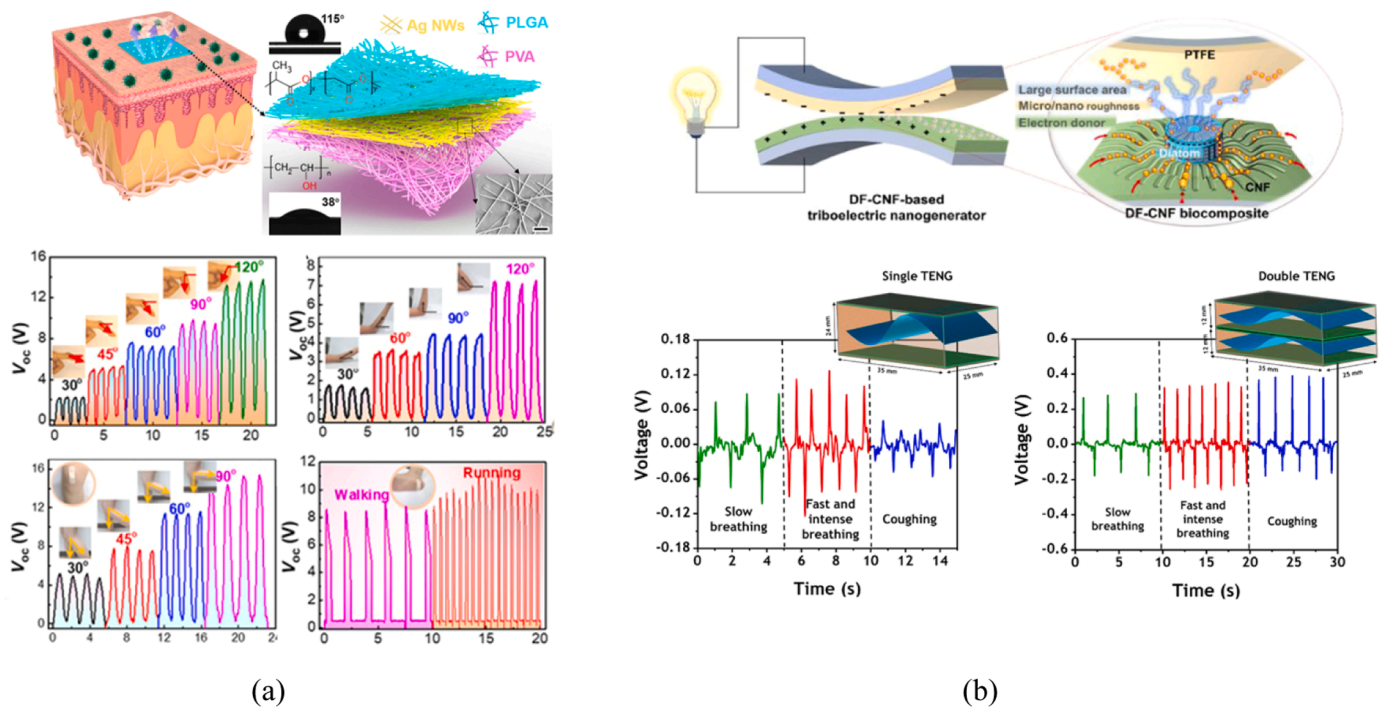 115°
Ag NWs
PLGA
PVA
CH3
O
O
O
O
x
y
[CH2-CH]n
OH
38°
PTFE
Large surface area
Micro/nano roughness
Electron donor
Diatom
CNF
DF-CNF biocomposite
DF-CNF-based
triboelectric nanogenerator
Voc (V)
16
12
8
4
0
30°
45°
60°
90°
120°
0 5 10 15 20
Voc (V)
8
7
6
5
4
3
2
1
0
30°
60°
90°
120°
0 5 10 15 20 25
Voc (V)
16
12
8
4
0
30°
45°
60°
90°
0 4 8 12 16 20 24
Voc (V)
12
10
8
6
4
2
0
Walking
Running
0 5 10 15 20
Single TENG
24 mm
35 mm
25 mm
Voltage (V)
0.18
0.12
0.06
0.00
-0.06
-0.12
-0.18
Slow
breathing
Fast and
intense
breathing
Coughing
0 2 4 6 8 10 12 14
Time (s)
Double TENG
12 mm
12 mm
35 mm
25 mm
Voltage (V)
0.6
0.4
0.2
0.0
-0.2
-0.4
-0.6
Slow
breathing
Fast and
intense
breathing
Coughing
0 5 10 15 20 25 30
Time (s)
(a)
(b)